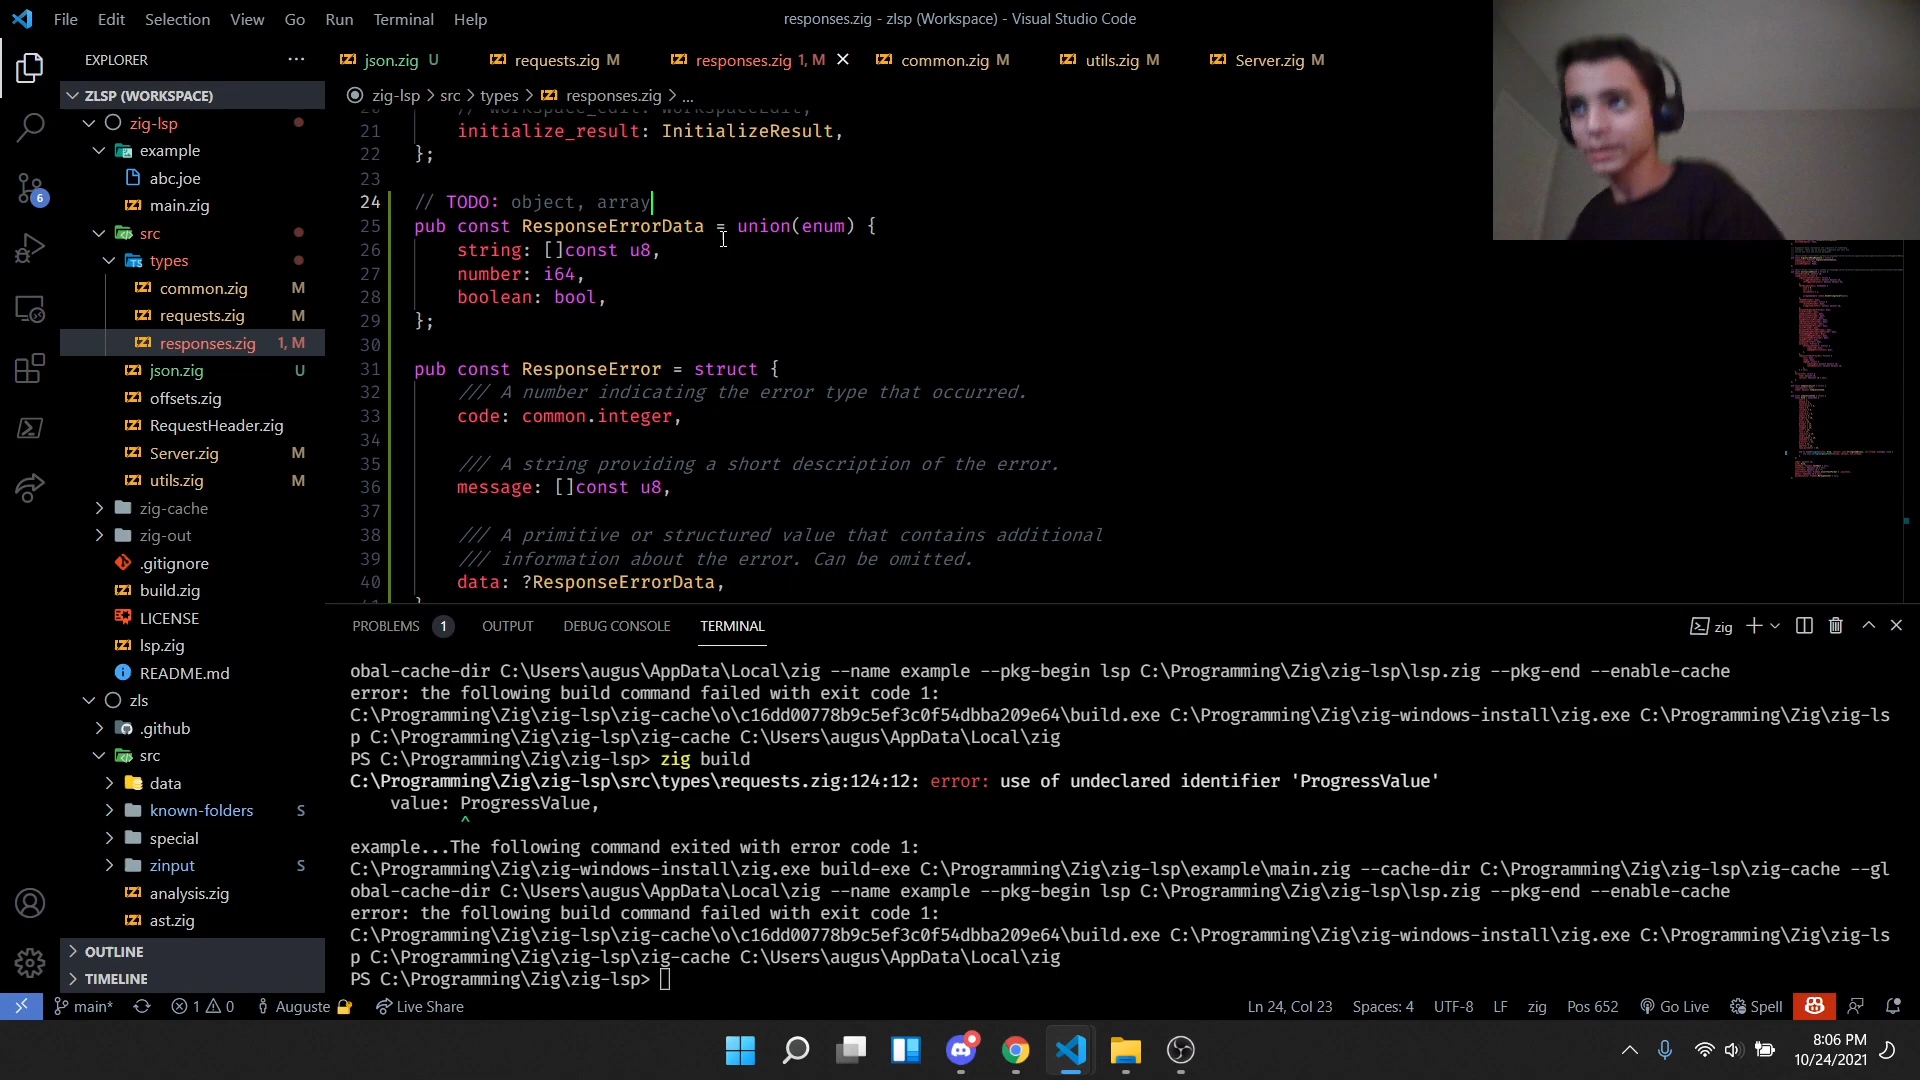 File Edit Selection View Go Run Terminal Help
responses.zig - zlsp (Workspace) - Visual Studio Code
EXPLORER
json.zig U
requests.zig M
responses.zig 1, M
common.zig M
utils.zig M
Server.zig M
ZLSP (WORKSPACE)
zig-lsp
example
abc.joe
main.zig
src
types
common.zig M
requests.zig M
responses.zig 1, M
json.zig U
offsets.zig
RequestHeader.zig
Server.zig M
utils.zig M
zig-cache
zig-out
.gitignore
build.zig
LICENSE
lsp.zig
README.md
zls
.github
src
data
known-folders S
special
zinput S
analysis.zig
ast.zig
OUTLINE
TIMELINE
6
zig-lsp > src > types > responses.zig > ...
20 // workspace_edit: WorkspaceEdit,
21 initialize_result: InitializeResult,
22 };
23
24 // TODO: object, array
25 pub const ResponseErrorData = union(enum) {
26 string: []const u8,
27 number: i64,
28 boolean: bool,
29 };
30
31 pub const ResponseError = struct {
32 /// A number indicating the error type that occurred.
33 code: common.integer,
34
35 /// A string providing a short description of the error.
36 message: []const u8,
37
38 /// A primitive or structured value that contains additional
39 /// information about the error. Can be omitted.
40 data: ?ResponseErrorData,
PROBLEMS 1 OUTPUT DEBUG CONSOLE TERMINAL
zig
obal-cache-dir C:\Users\augus\AppData\Local\zig --name example --pkg-begin lsp C:\Programming\Zig\zig-lsp\lsp.zig --pkg-end --enable-cache
error: the following build command failed with exit code 1:
C:\Programming\Zig\zig-lsp\zig-cache\o\c16dd00778b9c5ef3c0f54dbba209e64\build.exe C:\Programming\Zig\zig-windows-install\zig.exe C:\Programming\Zig\zig-ls
p C:\Programming\Zig\zig-lsp\zig-cache C:\Users\augus\AppData\Local\zig
PS C:\Programming\Zig\zig-lsp> zig build
C:\Programming\Zig\zig-lsp\src\types\requests.zig:124:12: error: use of undeclared identifier 'ProgressValue'
value: ProgressValue,
^
example...The following command exited with error code 1:
C:\Programming\Zig\zig-windows-install\zig.exe build-exe C:\Programming\Zig\zig-lsp\example\main.zig --cache-dir C:\Programming\Zig\zig-lsp\zig-cache --gl
obal-cache-dir C:\Users\augus\AppData\Local\zig --name example --pkg-begin lsp C:\Programming\Zig\zig-lsp\lsp.zig --pkg-end --enable-cache
error: the following build command failed with exit code 1:
C:\Programming\Zig\zig-lsp\zig-cache\o\c16dd00778b9c5ef3c0f54dbba209e64\build.exe C:\Programming\Zig\zig-windows-install\zig.exe C:\Programming\Zig\zig-ls
p C:\Programming\Zig\zig-lsp\zig-cache C:\Users\augus\AppData\Local\zig
PS C:\Programming\Zig\zig-lsp>
main* 1 0 Auguste Live Share
Ln 24, Col 23 Spaces: 4 UTF-8 LF zig Pos 652 Go Live Spell
8:06 PM
10/24/2021